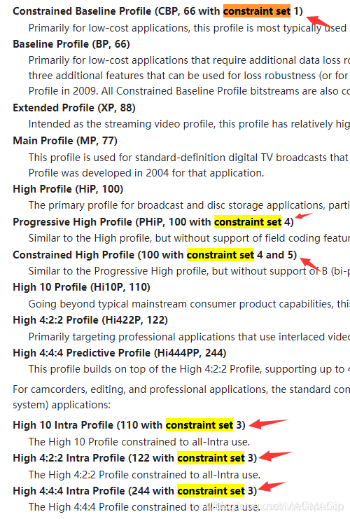 Constrained Baseline Profile (CBP, 66 with constraint set 1)
Primarily for low-cost applications, this profile is most typically used
Baseline Profile (BP, 66)
Primarily for low-cost applications that require additional data loss ro
three additional features that can be used for loss robustness (or for
Profile in 2009. All Constrained Baseline Profile bitstreams are also co
Extended Profile (XP, 88)
Intended as the streaming video profile, this profile has relatively hig
Main Profile (MP, 77)
This profile is used for standard-definition digital TV broadcasts that
Profile was developed in 2004 for that application.
High Profile (HiP, 100)
The primary profile for broadcast and disc storage applications, parti
Progressive High Profile (PHiP, 100 with constraint set 4)
Similar to the High profile, but without support of field coding featur
Constrained High Profile (100 with constraint set 4 and 5)
Similar to the Progressive High profile, but without support of B (bi-p
High 10 Profile (Hi10P, 110)
Going beyond typical mainstream consumer product capabilities, this
High 4:2:2 Profile (Hi422P, 122)
Primarily targeting professional applications that use interlaced video
High 4:4:4 Predictive Profile (Hi444PP, 244)
This profile builds on top of the High 4:2:2 Profile, supporting up to 4
For camcorders, editing, and professional applications, the standard con
system) applications:
High 10 Intra Profile (110 with constraint set 3)
The High 10 Profile constrained to all-Intra use.
High 4:2:2 Intra Profile (122 with constraint set 3)
The High 4:2:2 Profile constrained to all-Intra use.
High 4:4:4 Intra Profile (244 with constraint set 3)
The High 4:4:4 Profile constrained to all-Intra use.